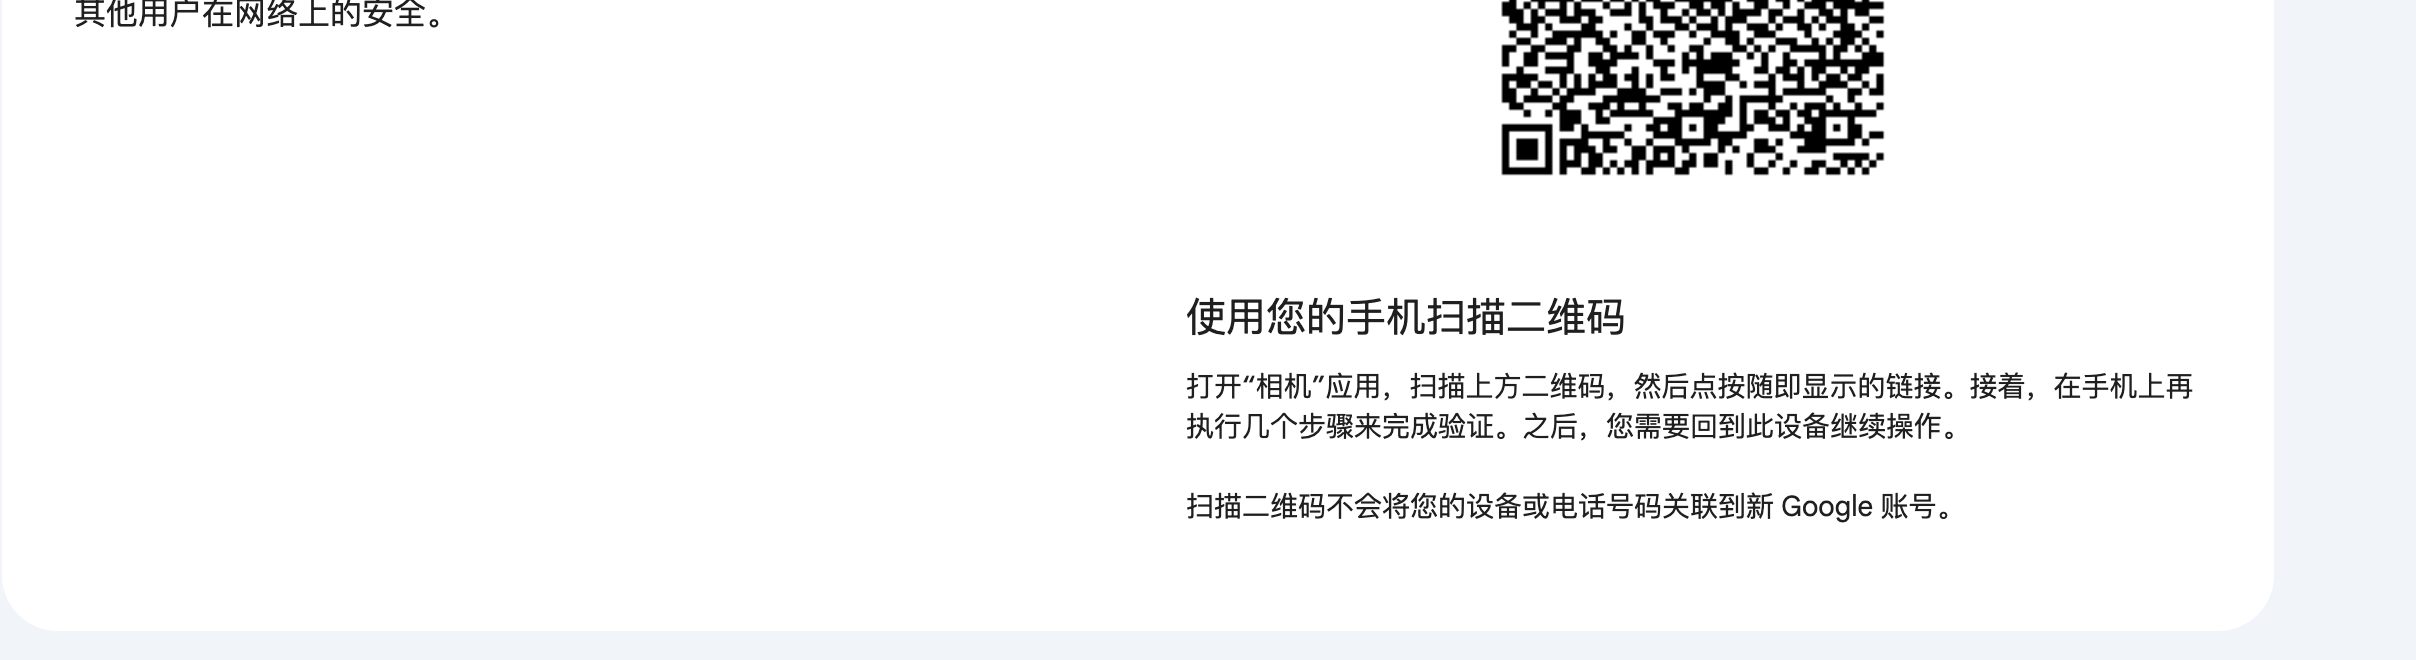 其他用户在网络上的安全。
使用您的手机扫描二维码
打开“相机”应用，扫描上方二维码，然后点按随即显示的链接。接着，在手机上再
执行几个步骤来完成验证。之后，您需要回到此设备继续操作。
扫描二维码不会将您的设备或电话号码关联到新 Google 账号。